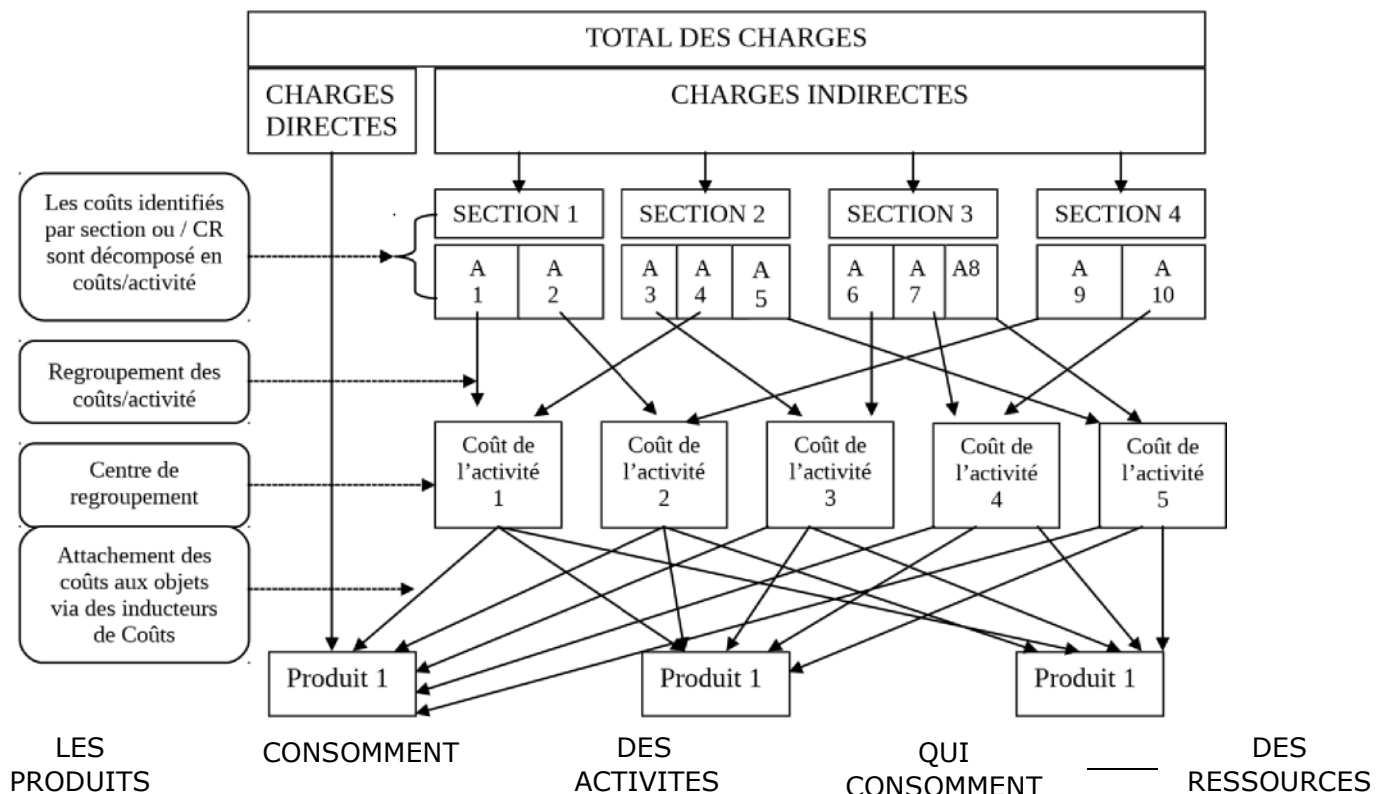 TOTAL DES CHARGES
CHARGES
DIRECTES
CHARGES INDIRECTES
Les coûts identifiés
par section ou / CR
sont décomposé en
coûts/activité
SECTION 1
SECTION 2
SECTION 3
SECTION 4
A
1
A
2
A
3
A
4
A
5
A
6
A
7
A8
A
9
A
10
Regroupement des
coûts/activité
Centre de
regroupement
Coût de
l’activité
1
Coût de
l’activité
2
Coût de
l’activité
3
Coût de
l’activité
4
Coût de
l’activité
5
Attachement des
coûts aux objets
via des inducteurs
de Coûts
Produit 1
Produit 1
Produit 1
LES
PRODUITS
CONSOMMENT
DES
ACTIVITES
QUI
CONSOMMENT
DES
RESSOURCES